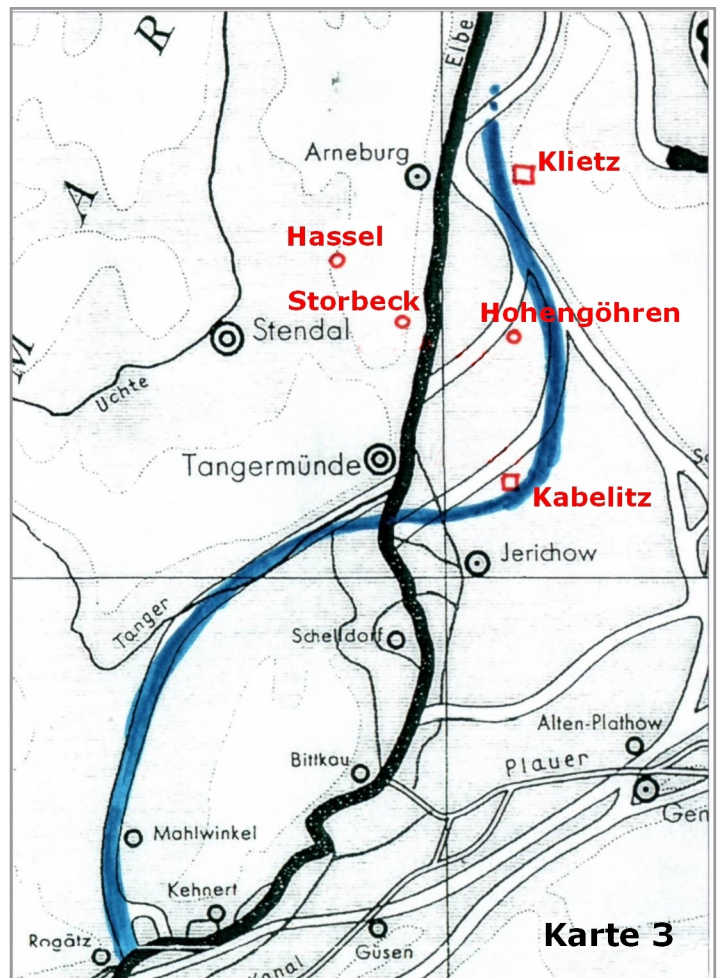 R
Elbe
Arneburg
Klietz
A
Hassel
Storbeck
Hohengöhren
Stendal
M
Uchte
Tangermünde
Kabelitz
Jerichow
Tanger
Schelldorf
Alten-Plathow
Bittkau
Plauer
Gen
Mahlwinkel
Kehnert
Karte 3
Rogätz
Güsen
Kanal